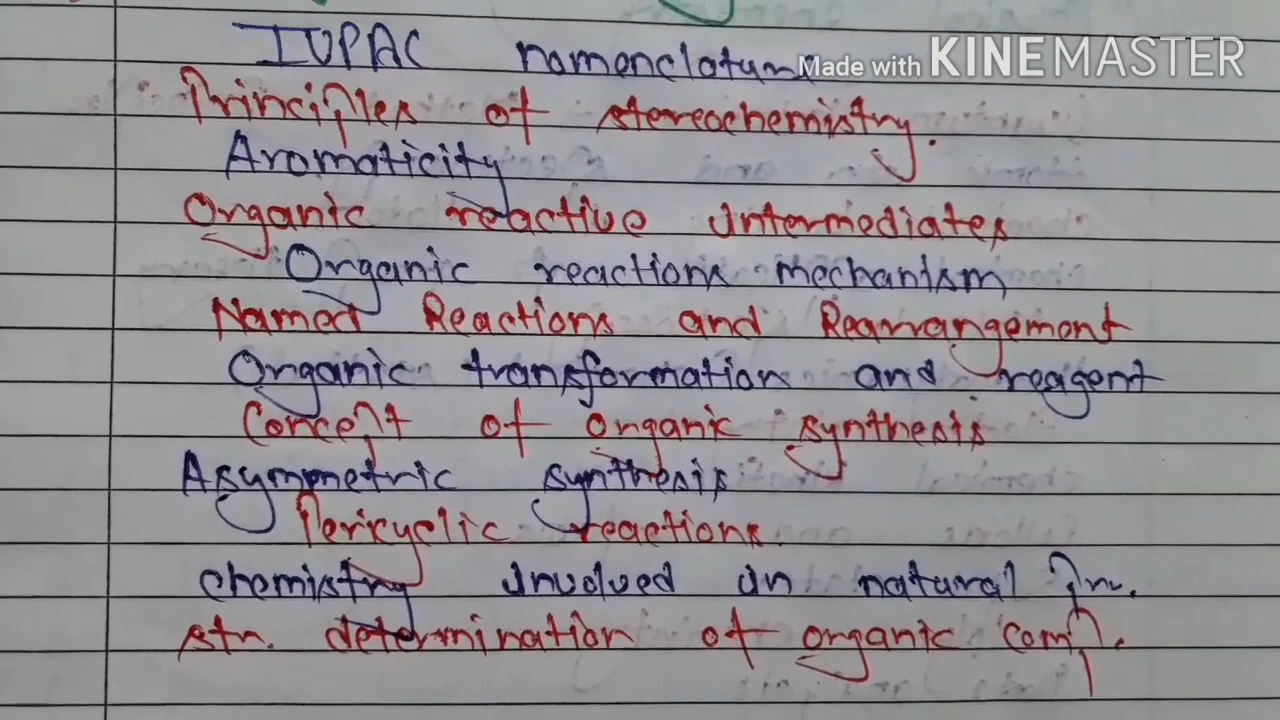 IUPAC nomenclature
Made with KINEMASTER
Principles of stereochemistry.
Aromaticity
Organic reactive intermediates
Organic reactions mechanism
Named Reactions and Rearrangement
Organic transformation and reagent
Concept of organic synthesis
Asymmetric synthesis
Pericyclic reactions.
chemistry involved in natural pr.
str. determination of organic comp.